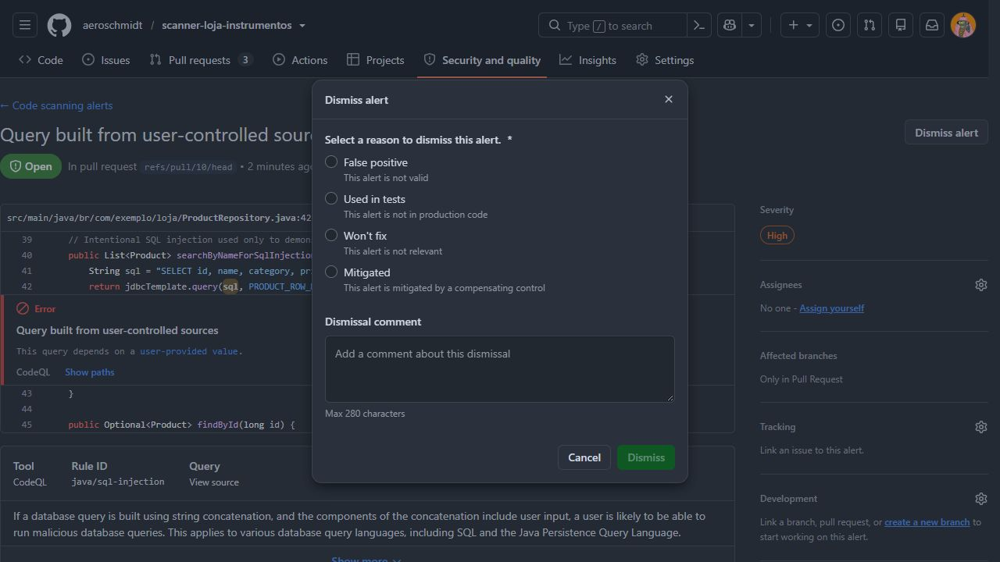 aeroschmidt / scanner-loja-instrumentos
Type / to search
Code
Issues
Pull requests 3
Actions
Projects
Security and quality
Insights
Settings
← Code scanning alerts
Query built from user-controlled
Dismiss alert
Open
In pull request refs/pull/10/head • 2 minutes
src/main/java/br/com/exemplo/loja/ProductRepository.java:42
39 // Intentional SQL injection used only to
40 public List<Product>
41 String sql = "SELECT id, name, category,
42 return jdbcTemplate.query(sql,
Error
Query built from user-controlled sources
This query depends on a user-provided value.
CodeQL Show paths
43 }
44
45 public Optional<Product> findById(long id) {
Tool
CodeQL
Rule ID
java/sql-injection
Query
View source
If a database query is built using string concatenation, and the components of the concatenation include user input, a user is likely to be able to
run malicious database queries. This applies to various database query languages, including SQL and the Java Persistence Query Language.
Show more
Dismiss alert
Select a reason to dismiss this alert. *
False positive
This alert is not valid
Used in tests
This alert is not in production code
Won't fix
This alert is not relevant
Mitigated
This alert is mitigated by a compensating control
Dismissal comment
Add a comment about this dismissal
Max 280 characters
Cancel
Dismiss
Severity
High
Assignees
No one - Assign yourself
Affected branches
Only in Pull Request
Tracking
Link an issue to this alert.
Development
Link a branch, pull request, or create a new branch to
start working on this alert.